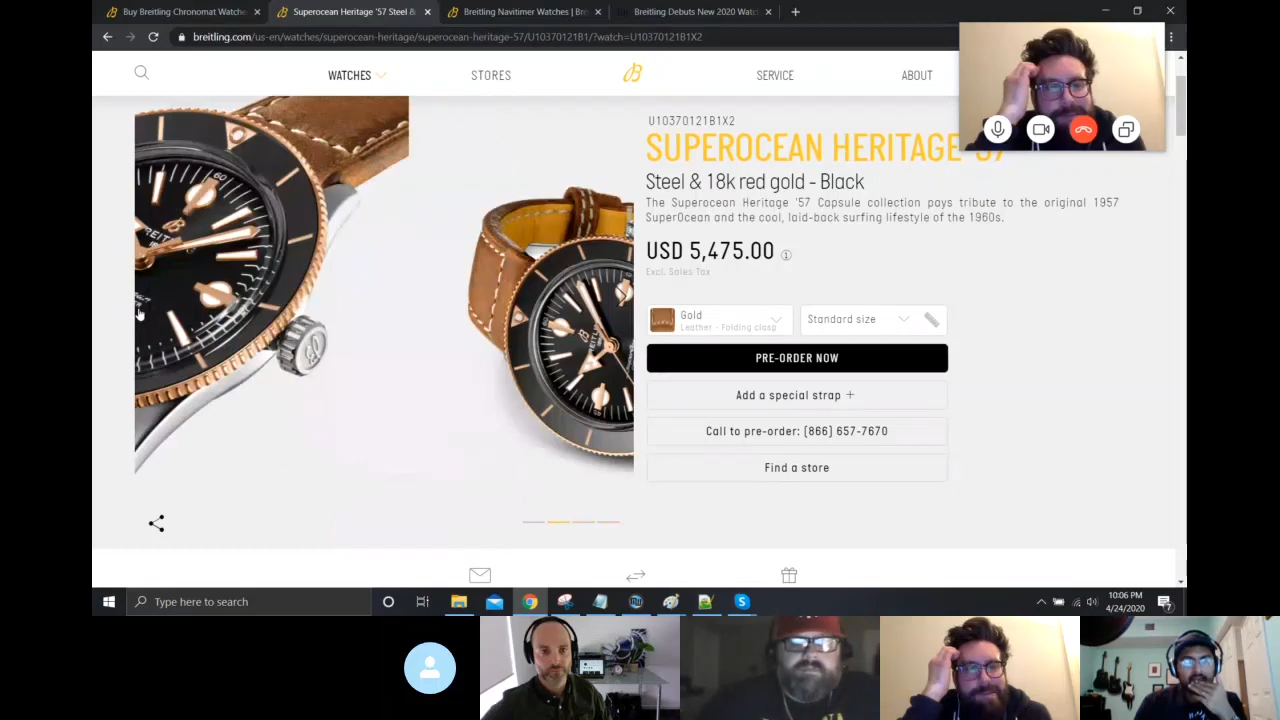 Buy Breitling Chronomat Watche
Superocean Heritage '57 Steel &
Breitling Navitimer Watches | Bre
Breitling Debuts New 2020 Watc
breitling.com/us-en/watches/superocean-heritage/superocean-heritage-57/U10370121B1/?watch=U10370121B1X2
WATCHES
STORES
SERVICE
ABOUT
U10370121B1X2
SUPEROCEAN HERITAGE '57
Steel & 18k red gold - Black
The Superocean Heritage '57 Capsule collection pays tribute to the original 1957
SuperOcean and the cool, laid-back surfing lifestyle of the 1960s.
USD 5,475.00
Excl. Sales Tax
Gold
Leather - Folding clasp
Standard size
PRE-ORDER NOW
Add a special strap +
Call to pre-order: (866) 657-7670
Find a store
60
Type here to search
10:06 PM
4/24/2020
7